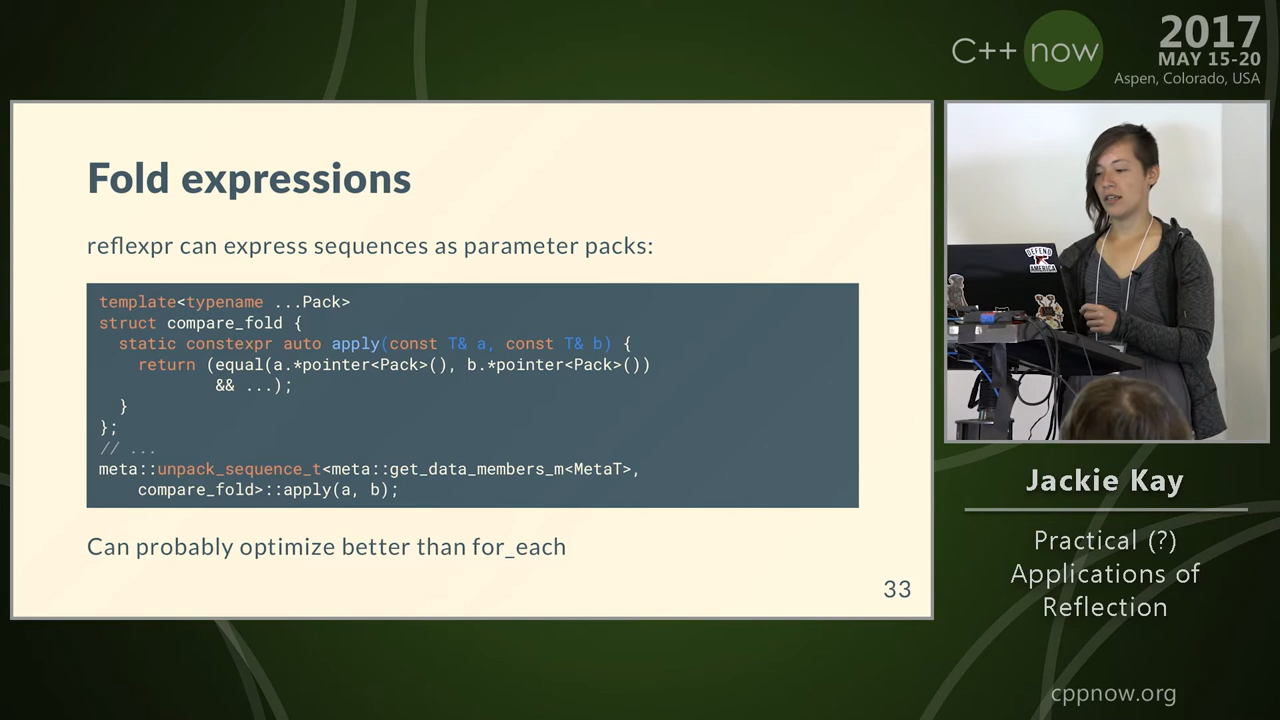 C++ now
2017
MAY 15-20
Aspen, Colorado, USA
Fold expressions
reflexpr can express sequences as parameter packs:
template<typename ...Pack>
struct compare_fold {
  static constexpr auto apply(const T& a, const T& b) {
    return (equal(a.*pointer<Pack>(), b.*pointer<Pack>())
            && ...);
  }
};
// ...
meta::unpack_sequence_t<meta::get_data_members_m<MetaT>,
    compare_fold>::apply(a, b);
Can probably optimize better than for_each
33
DEFEND
AMERICA
Jackie Kay
Practical (?)
Applications of
Reflection
cppnow.org